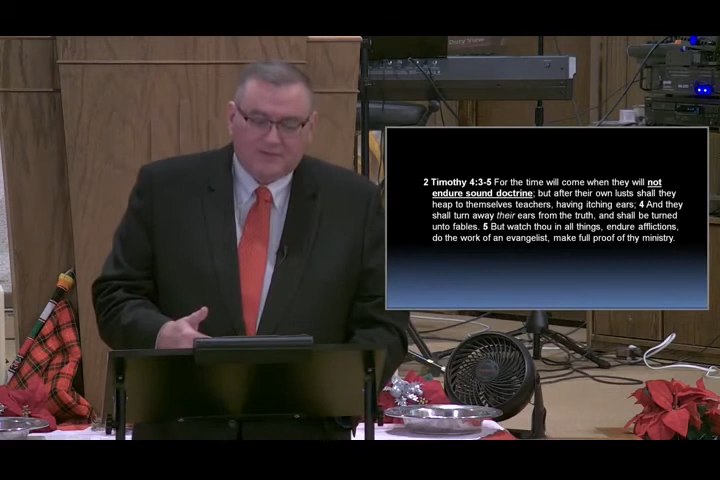 Duty View
2 Timothy 4:3-5 For the time will come when they will not
endure sound doctrine; but after their own lusts shall they
heap to themselves teachers, having itching ears; 4 And they
shall turn away their ears from the truth, and shall be turned
unto fables. 5 But watch thou in all things, endure afflictions,
do the work of an evangelist, make full proof of thy ministry.